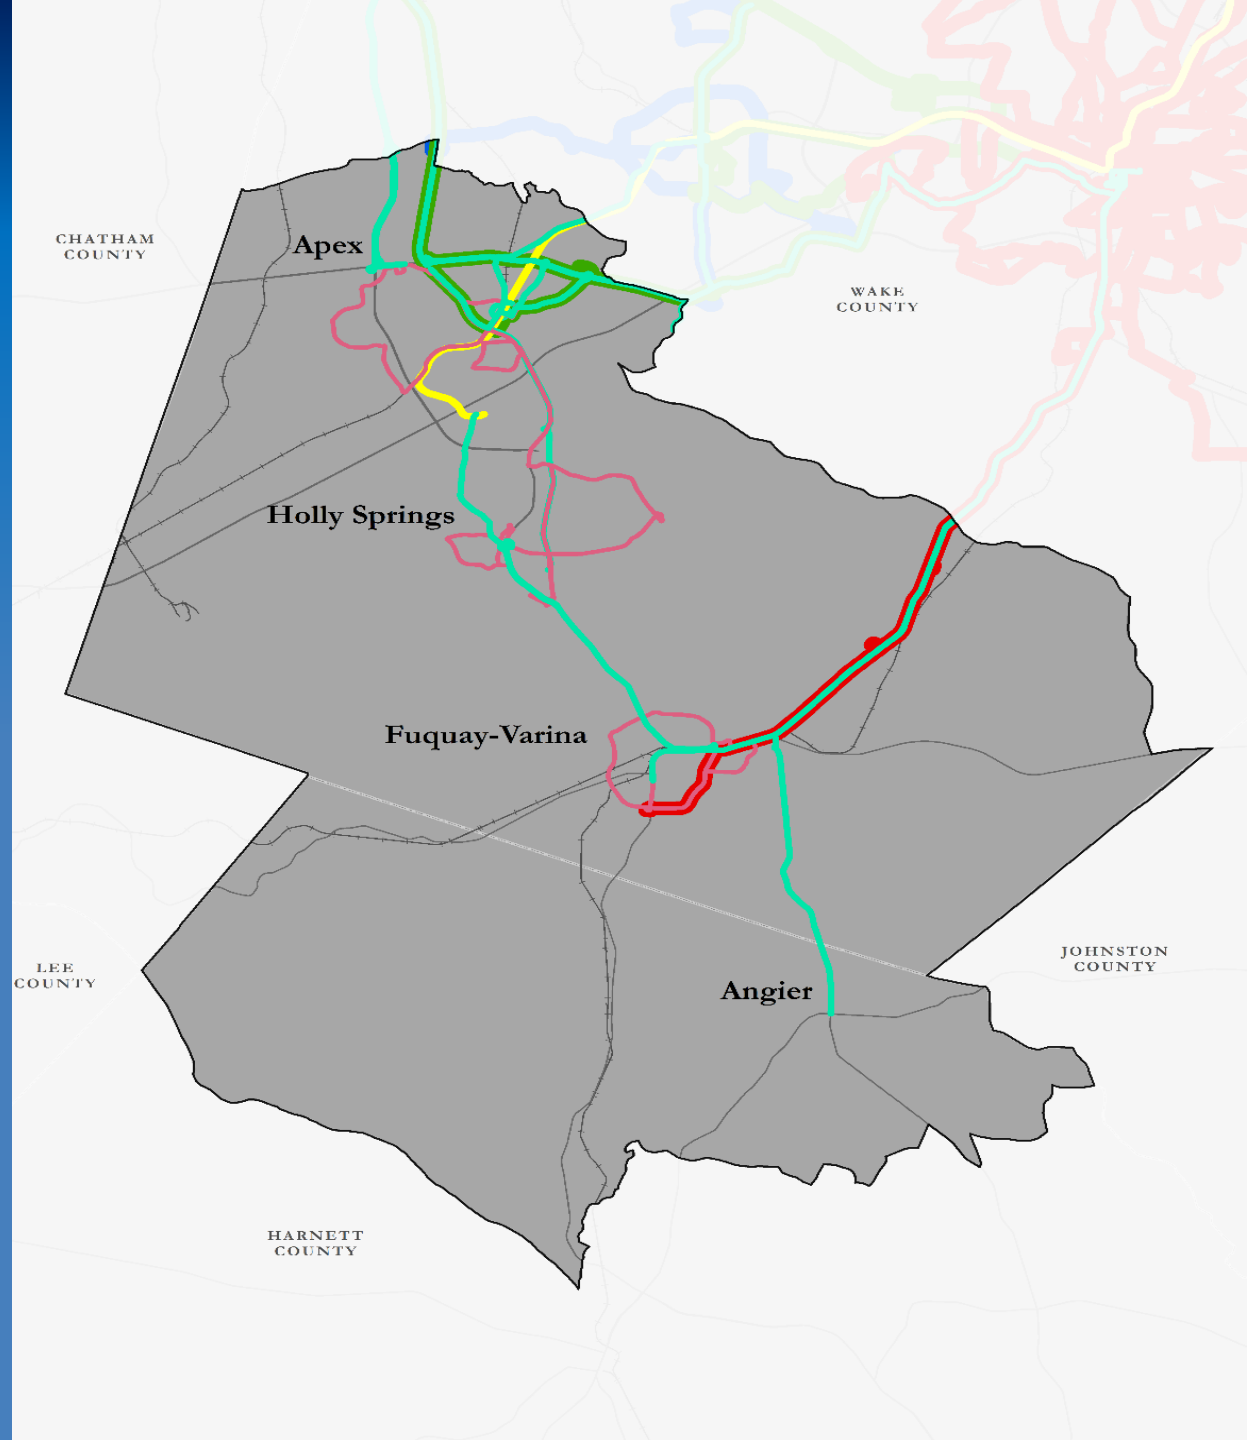 Apex
CHATHAM
COUNTY
WAKE
COUNTY
Holly Springs
Fuquay-Varina
JOHNSTON
COUNTY
LEE
COUNTY
Angier
HARNETT
COUNTY